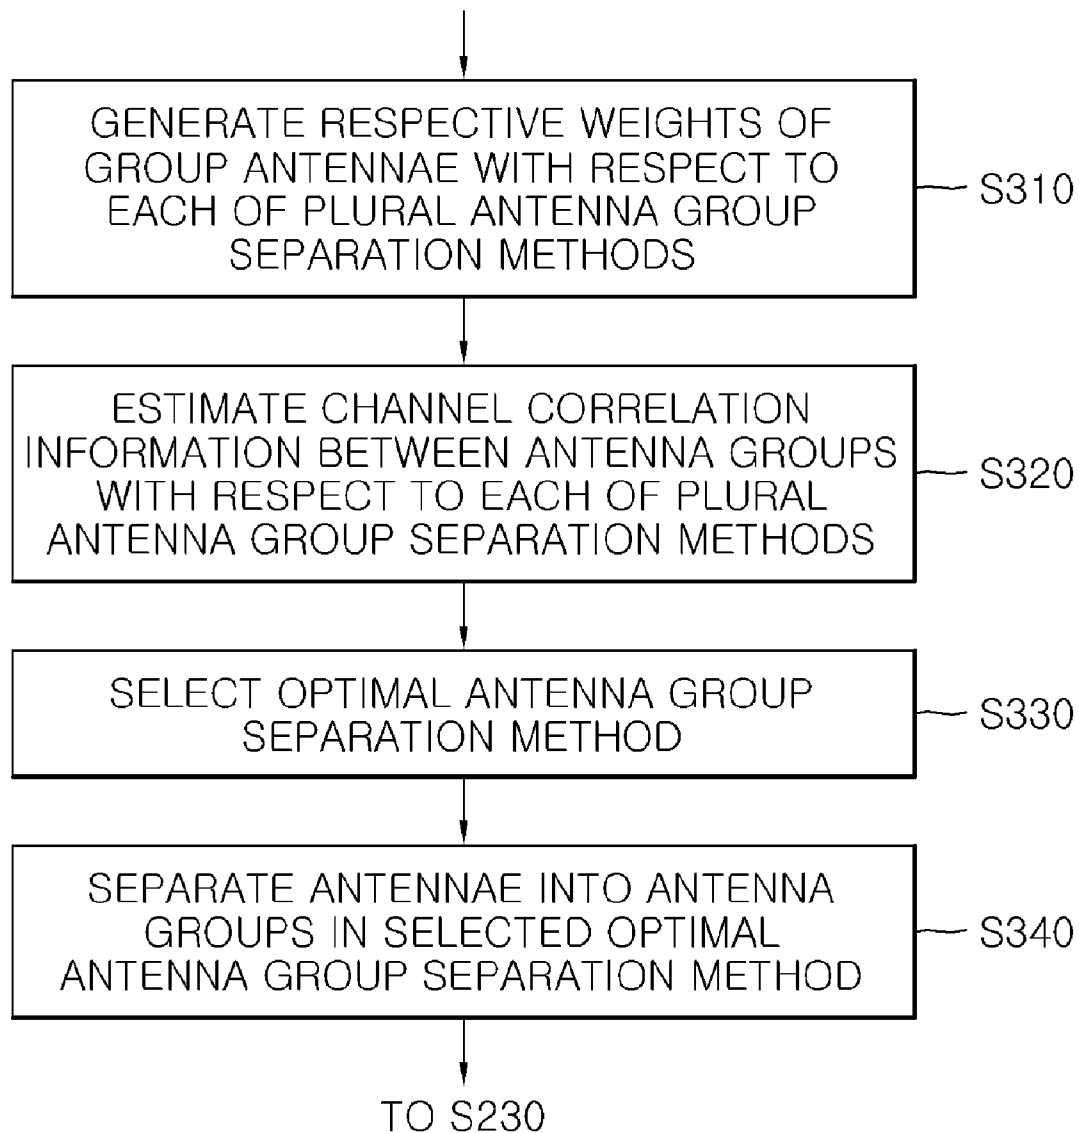 GENERATE RESPECTIVE WEIGHTS OF
GROUP ANTENNAE WITH RESPECT TO
EACH OF PLURAL ANTENNA GROUP
SEPARATION METHODS
S310
ESTIMATE CHANNEL CORRELATION
INFORMATION BETWEEN ANTENNA GROUPS
WITH RESPECT TO EACH OF PLURAL
ANTENNA GROUP SEPARATION METHODS
S320
SELECT OPTIMAL ANTENNA GROUP
SEPARATION METHOD
S330
SEPARATE ANTENNAE INTO ANTENNA
GROUPS IN SELECTED OPTIMAL
ANTENNA GROUP SEPARATION METHOD
S340
TO S230